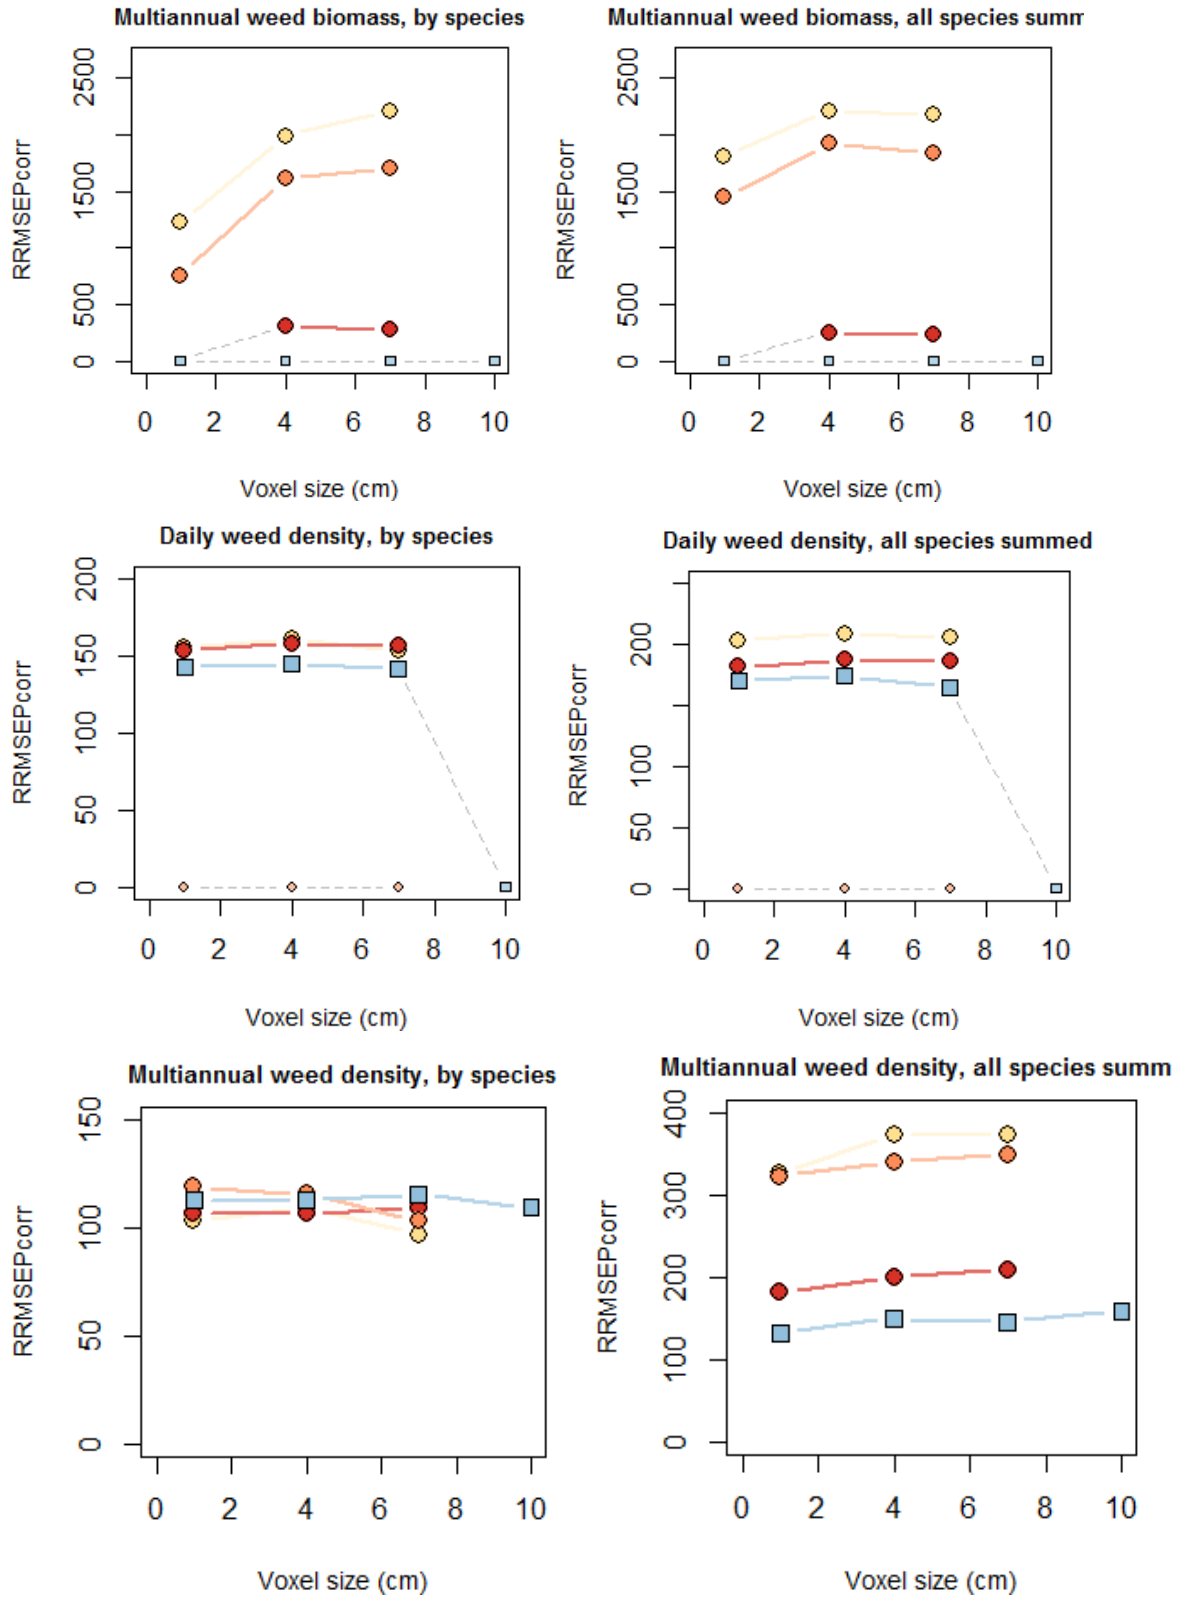 Multiannual weed biomass, by species
RRMSEPcorr
2500
1500
500
0
0 2 4 6 8 10
Voxel size (cm)
Multiannual weed biomass, all species summ
RRMSEPcorr
2500
1500
500
0
0 2 4 6 8 10
Voxel size (cm)
Daily weed density, by species
RRMSEPcorr
200
150
100
50
0
0 2 4 6 8 10
Voxel size (cm)
Daily weed density, all species summed
RRMSEPcorr
200
100
50
0
0 2 4 6 8 10
Voxel size (cm)
Multiannual weed density, by species
RRMSEPcorr
150
100
50
0
0 2 4 6 8 10
Voxel size (cm)
Multiannual weed density, all species summ
RRMSEPcorr
400
300
200
100
0
0 2 4 6 8 10
Voxel size (cm)